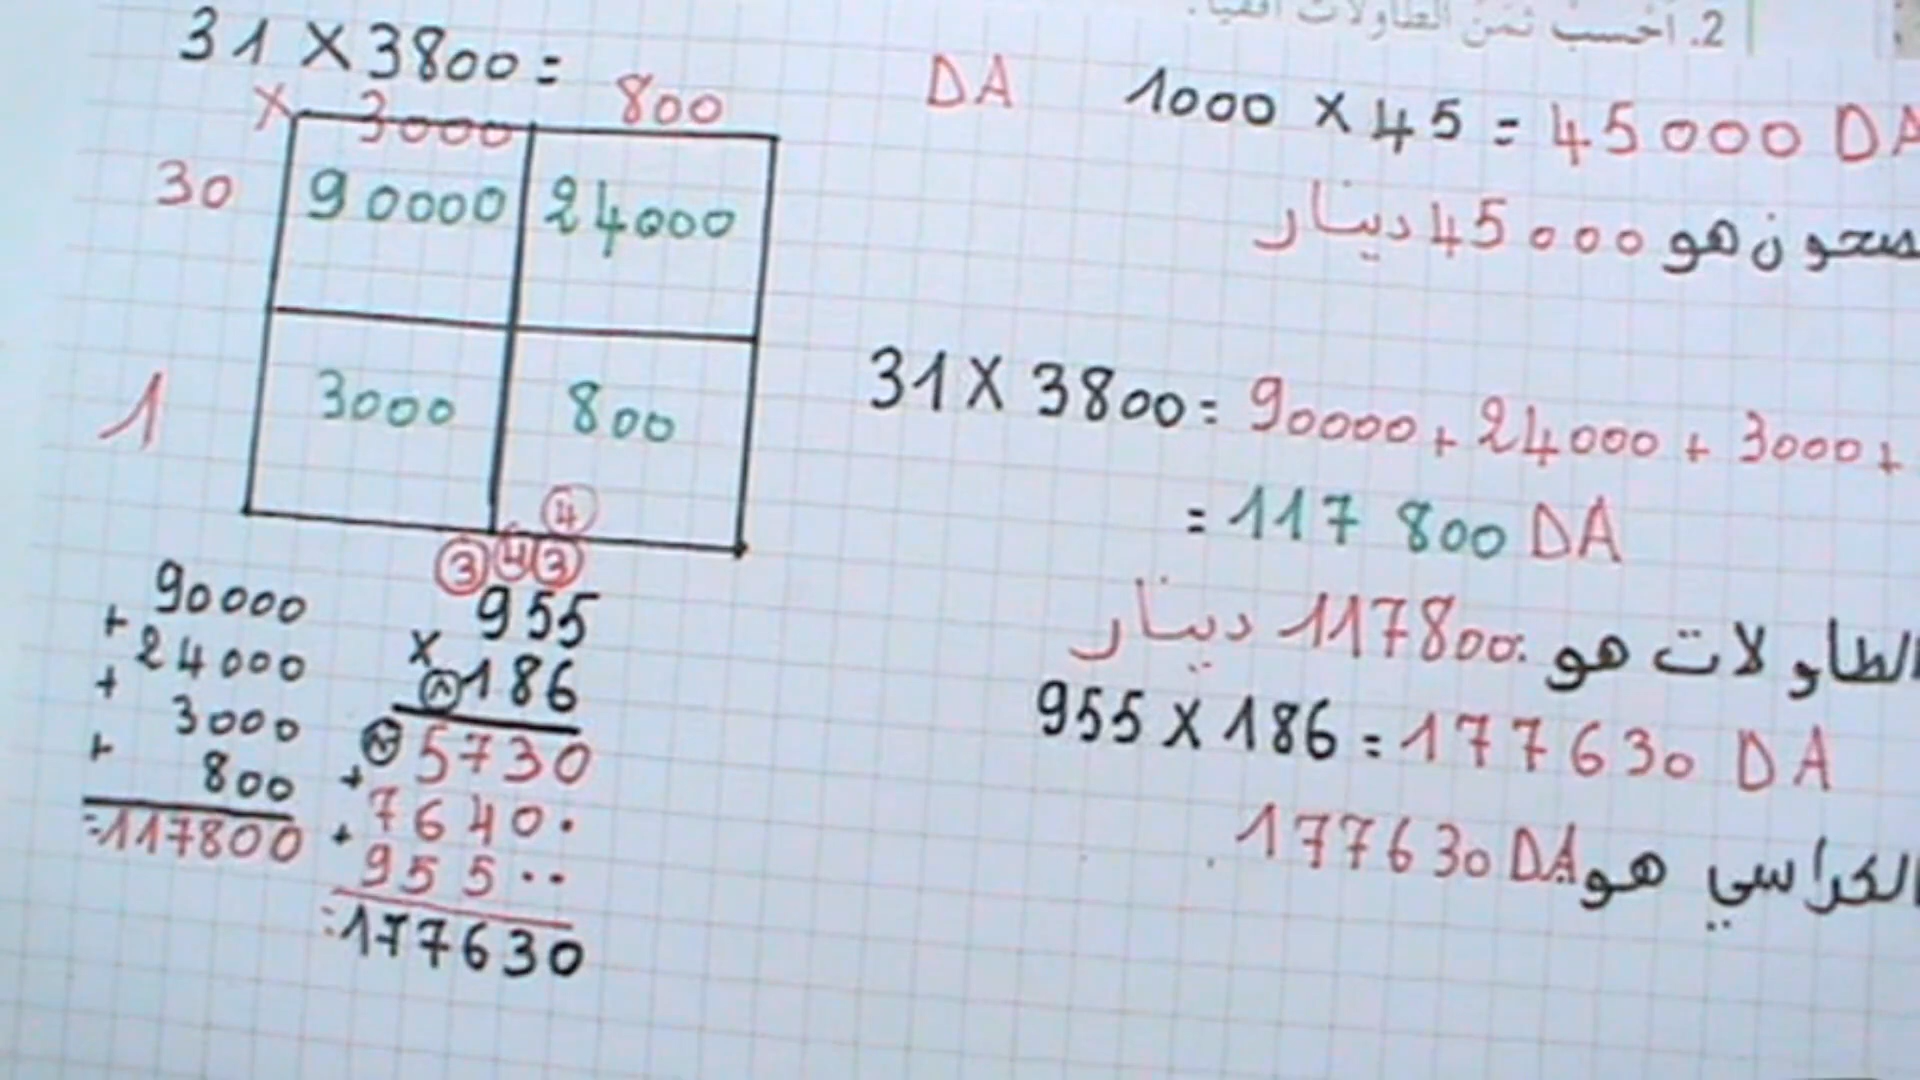 2. احسب ثمن الطاولات
31 × 3800 =
DA
1000 × 45 = 45000 DA
صحون هو 45000 دينار
× 3000 800
30 90000 24000
1 3000 800
31 × 3800 = 90000 + 24000 + 3000 +
= 117 800 DA
الطاولات هو 117800 دينار
955 × 186 = 177630 DA
الكراسي هو 177630 DA
90000
+ 24000
+ 3000
+ 800
= 117800
4
3 4 3
955
× 186
5730
+ 7640.
+ 955..
= 177630